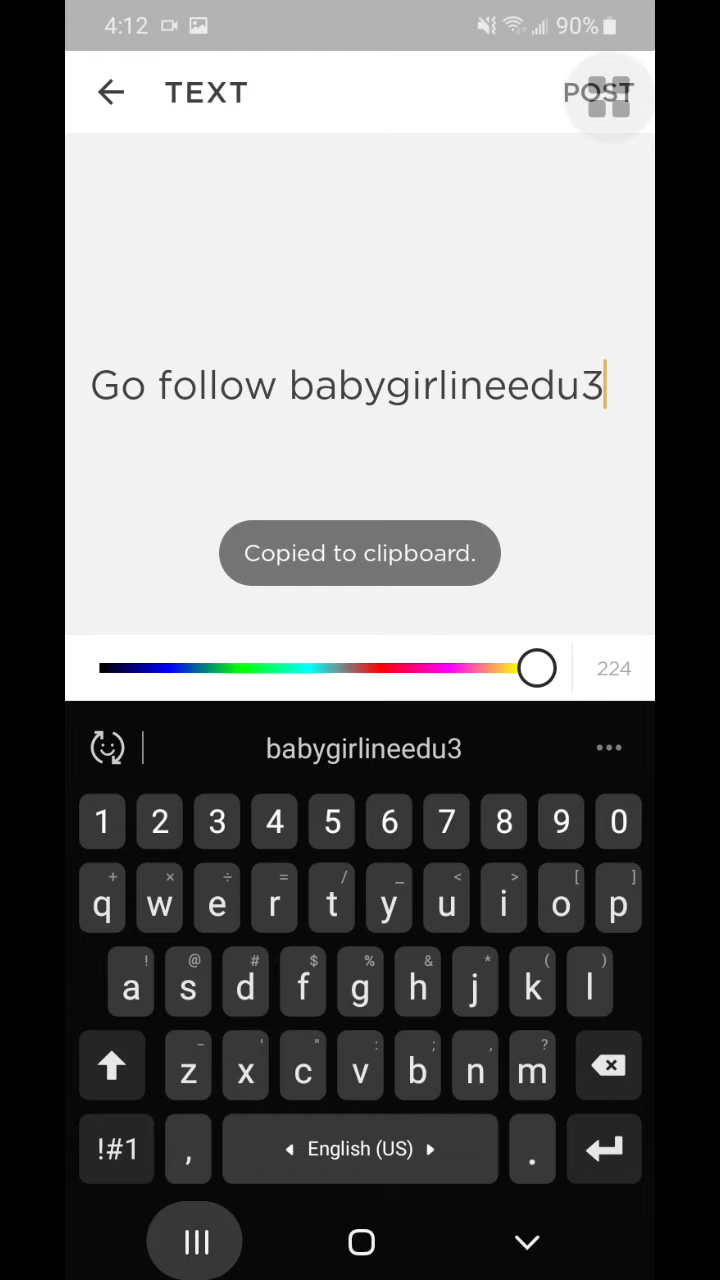 4:12
90%
TEXT
POST
Go follow babygirlineedu3
Copied to clipboard.
224
babygirlineedu3
1 2 3 4 5 6 7 8 9 0
+ × ÷ = / _ < > [ ]
q w e r t y u i o p
! @ # $ % & * ( )
a s d f g h j k l
- ' " : ; , ?
z x c v b n m
!#1 , English (US) .